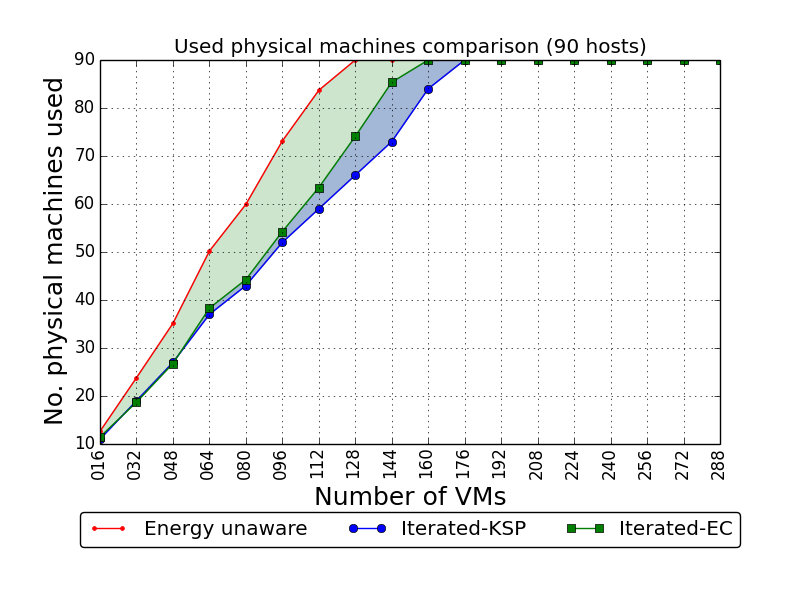 Used physical machines comparison (90 hosts)
No. physical machines used
90
80
70
60
50
40
30
20
10
016 032 048 064 080 096 112 128 144 160 176 192 208 224 240 256 272 288
Number of VMs
Energy unaware Iterated-KSP Iterated-EC